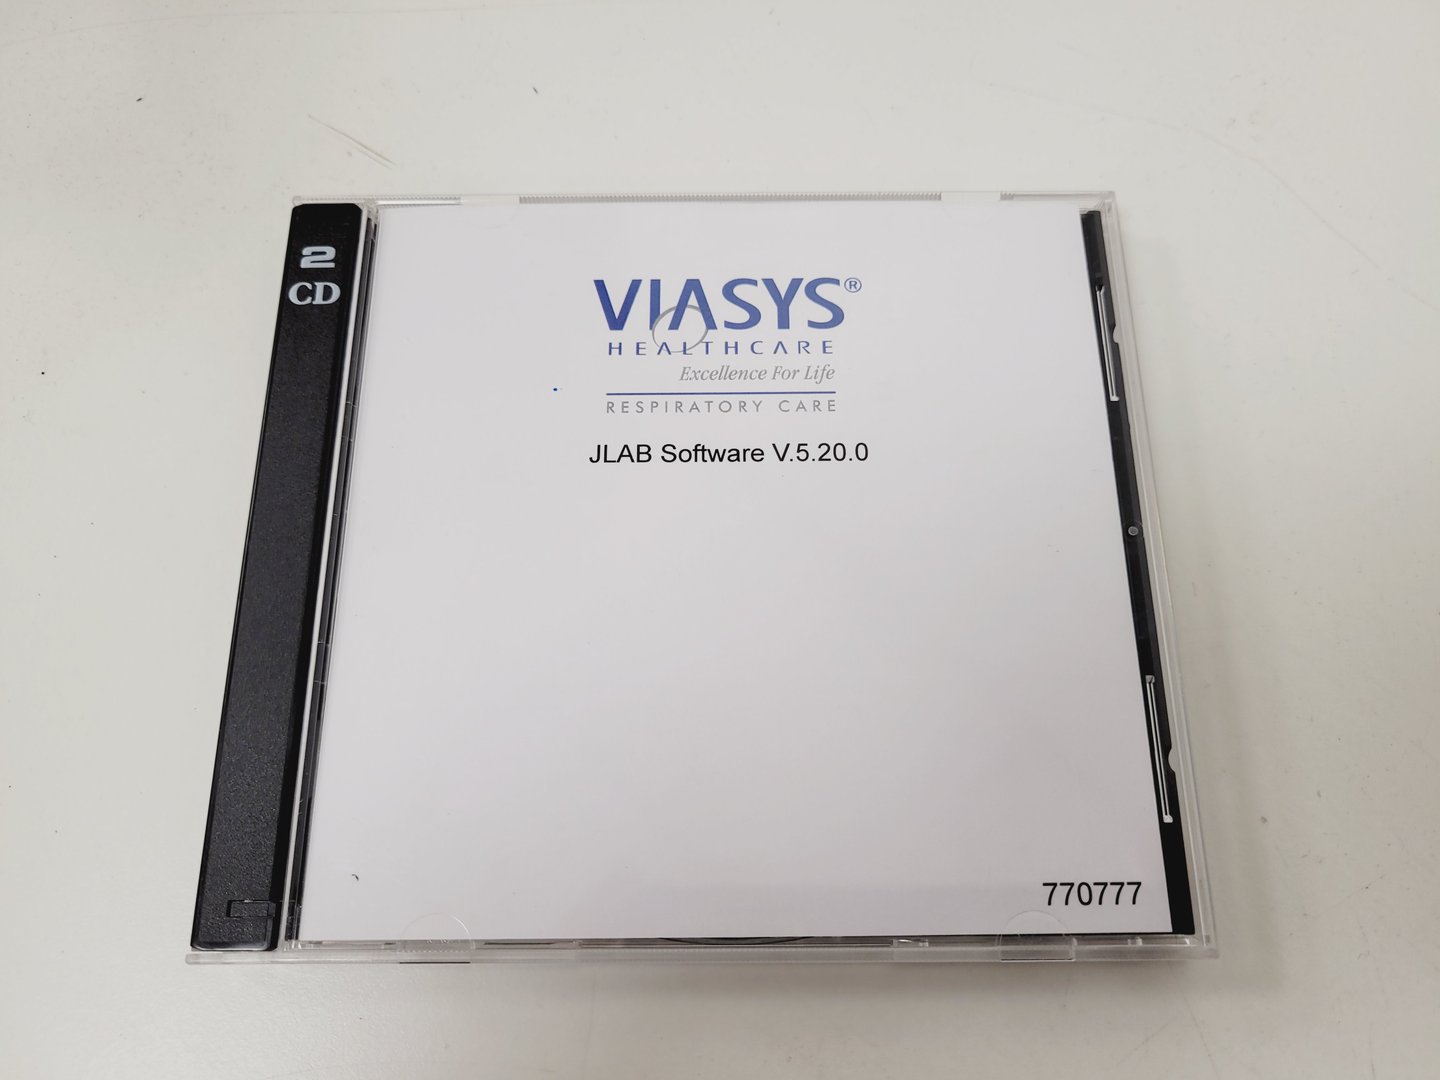 2
CD
VIASYS®
HEALTHCARE
Excellence For Life
RESPIRATORY CARE
JLAB Software V.5.20.0
770777